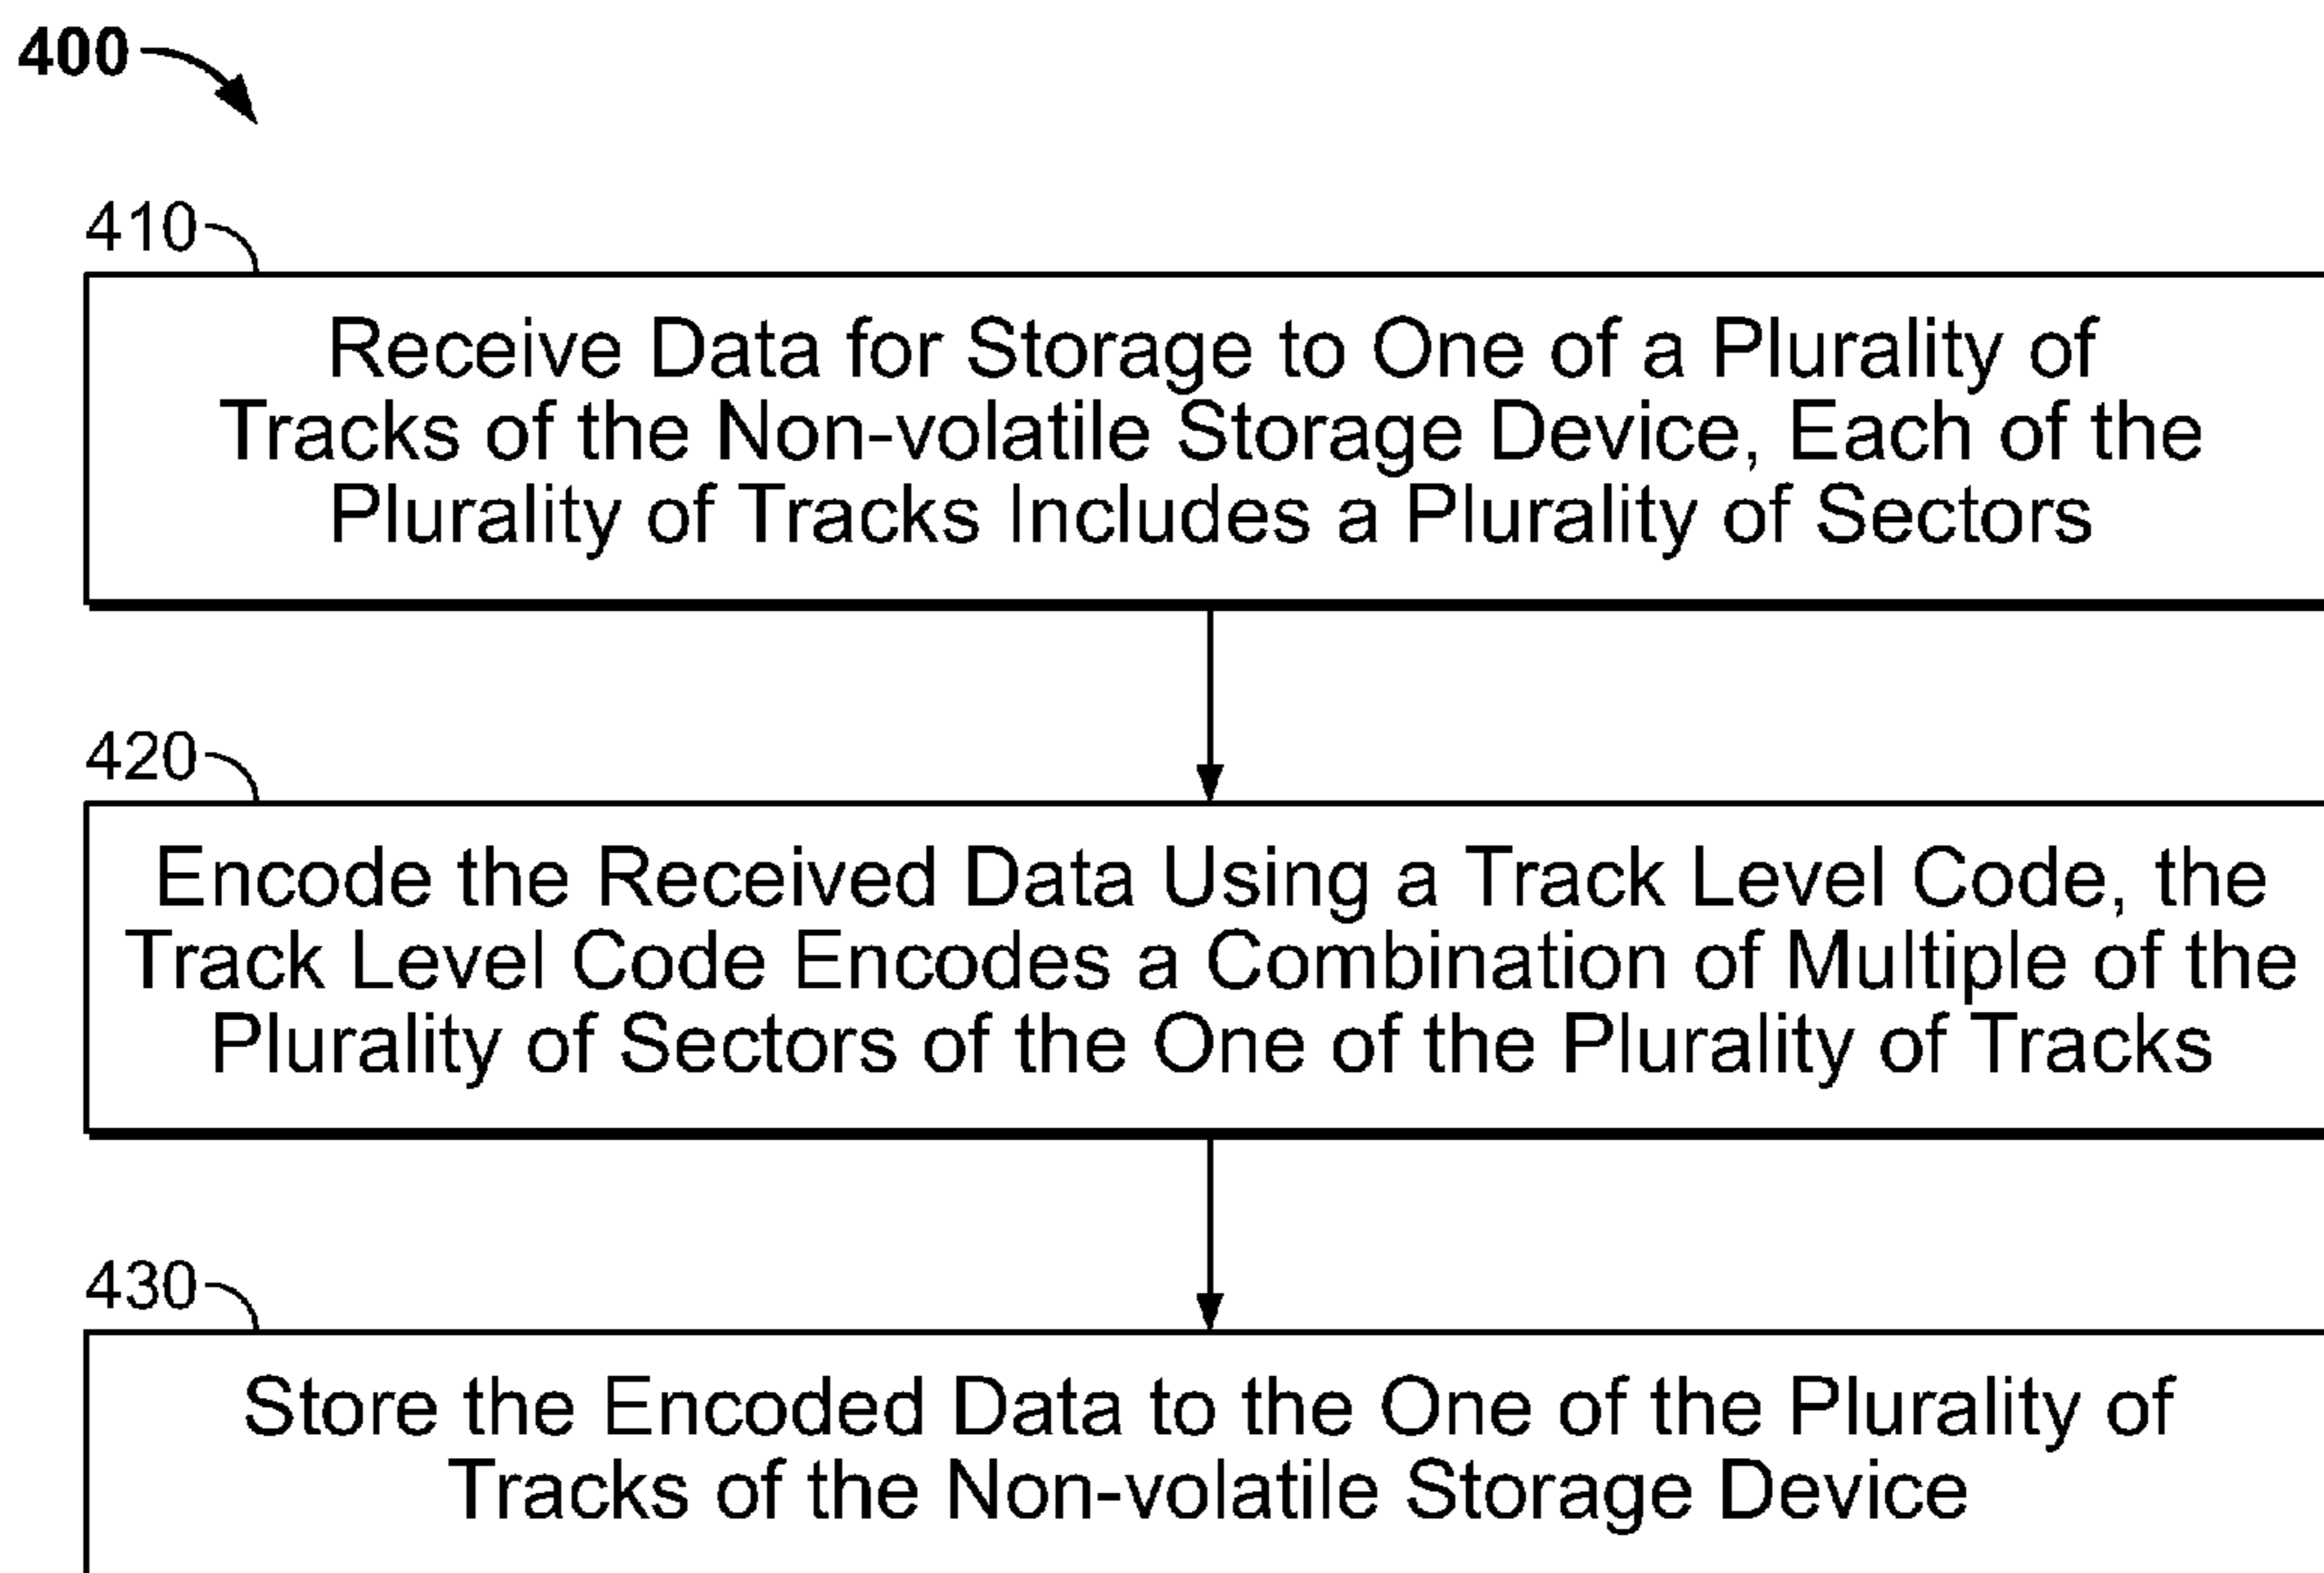 400
410
Receive Data for Storage to One of a Plurality of
Tracks of the Non-volatile Storage Device, Each of the
Plurality of Tracks Includes a Plurality of Sectors
420
Encode the Received Data Using a Track Level Code, the
Track Level Code Encodes a Combination of Multiple of the
Plurality of Sectors of the One of the Plurality of Tracks
430
Store the Encoded Data to the One of the Plurality of
Tracks of the Non-volatile Storage Device